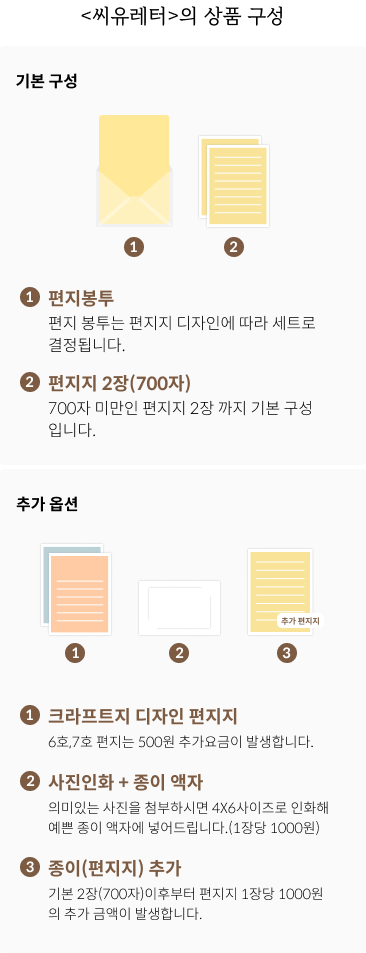 <씨유레터>의 상품 구성
기본 구성
1
2
1 편지봉투
편지 봉투는 편지지 디자인에 따라 세트로
결정됩니다.
2 편지지 2장(700자)
700자 미만인 편지지 2장 까지 기본 구성
입니다.
추가 옵션
추가 편지지
1
2
3
1 크라프트지 디자인 편지지
6호,7호 편지는 500원 추가요금이 발생합니다.
2 사진인화 + 종이 액자
의미있는 사진을 첨부하시면 4X6사이즈로 인화해
예쁜 종이 액자에 넣어드립니다.(1장당 1000원)
3 종이(편지지) 추가
기본 2장(700자)이후부터 편지지 1장당 1000원
의 추가 금액이 발생합니다.